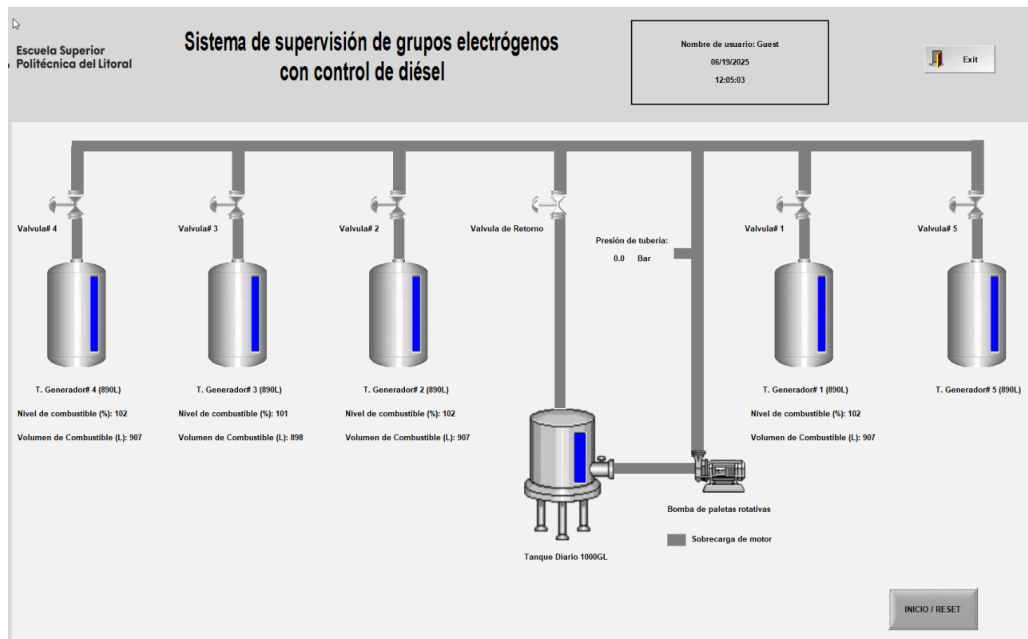 Escuela Superior
Politécnica del Litoral
Sistema de supervisión de grupos electrógenos
con control de diésel
Nombre de usuario: Guest
06/19/2025
12:05:03
Exit
Valvula# 4
Valvula# 3
Valvula# 2
Valvula de Retorno
Valvula# 1
Valvula# 5
Presión de tubería:
0.0 Bar
T. Generador# 4 (890L)
Nivel de combustible (%): 102
Volumen de Combustible (L): 907
T. Generador# 3 (890L)
Nivel de combustible (%): 101
Volumen de Combustible (L): 898
T. Generador# 2 (890L)
Nivel de combustible (%): 102
Volumen de Combustible (L): 907
T. Generador# 1 (890L)
Nivel de combustible (%): 102
Volumen de Combustible (L): 907
T. Generador# 5 (890L)
Bomba de paletas rotativas
Sobrecarga de motor
Tanque Diario 1000GL
INICIO / RESET